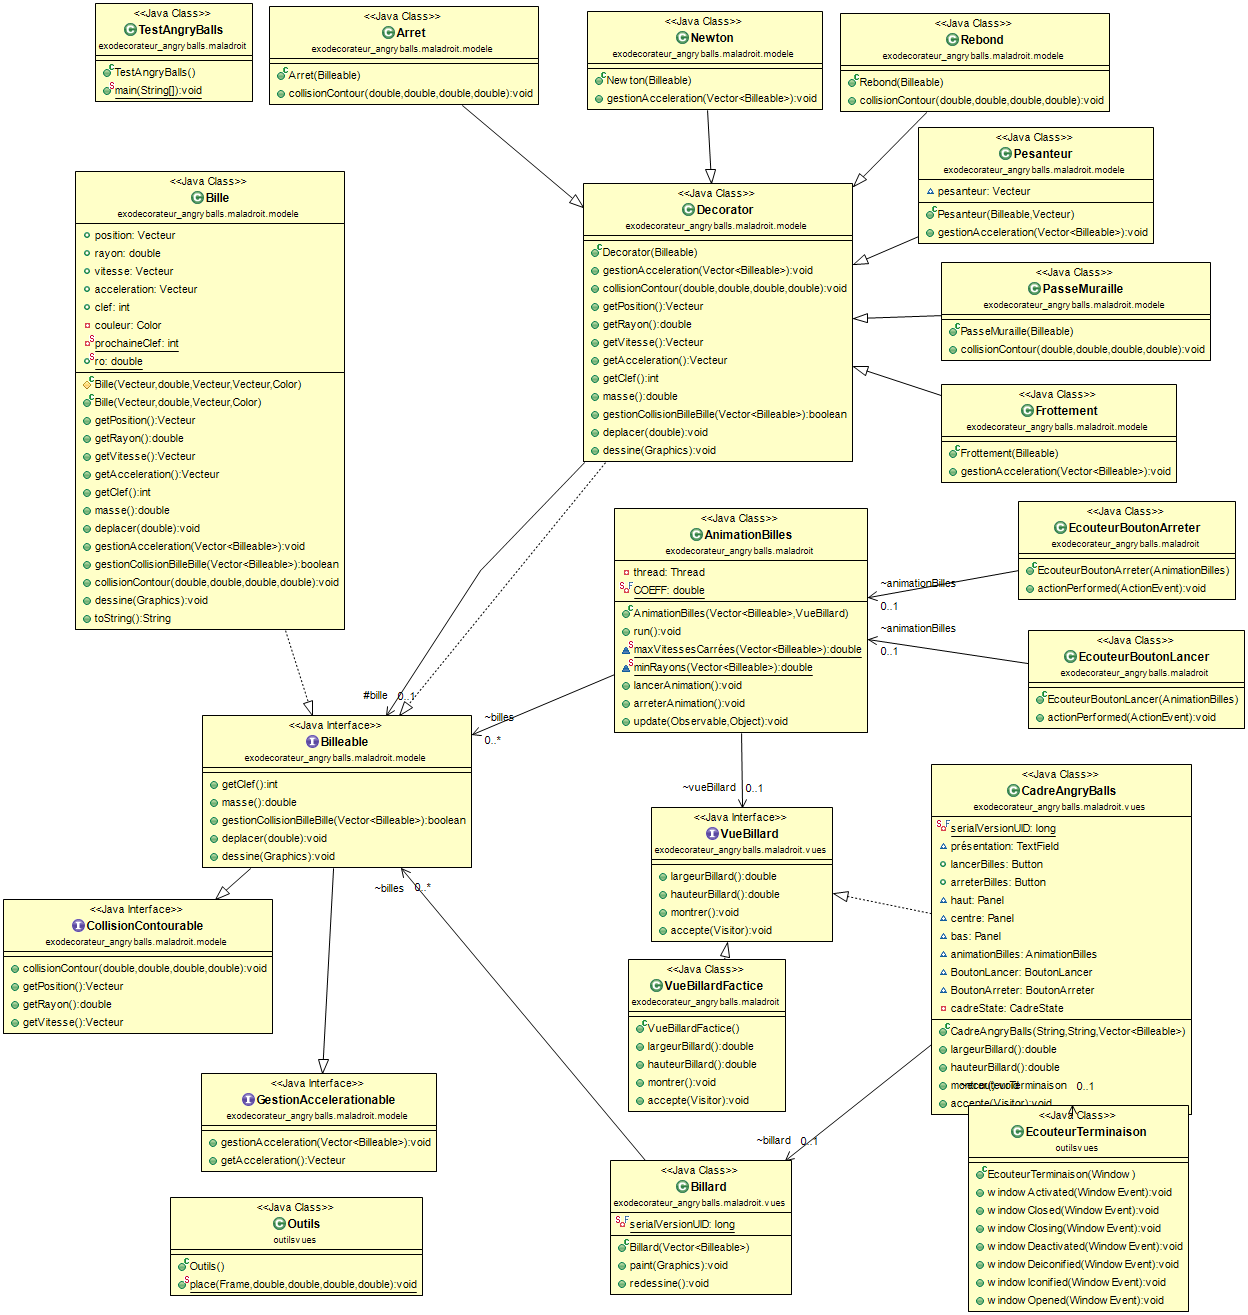 <<Java Class>>
TestAngryBalls
exodecorateur_angryballs.maladroit
TestAngryBalls()
main(String[]):void
<<Java Class>>
Arret
exodecorateur_angryballs.maladroit.modele
Arret(Billeable)
collisionContour(double,double,double,double):void
<<Java Class>>
Newton
exodecorateur_angryballs.maladroit.modele
Newton(Billeable)
gestionAcceleration(Vector<Billeable>):void
<<Java Class>>
Rebond
exodecorateur_angryballs.maladroit.modele
Rebond(Billeable)
collisionContour(double,double,double,double):void
<<Java Class>>
Pesanteur
exodecorateur_angryballs.maladroit.modele
pesanteur: Vecteur
Pesanteur(Billeable,Vecteur)
gestionAcceleration(Vector<Billeable>):void
<<Java Class>>
Bille
exodecorateur_angryballs.maladroit.modele
position: Vecteur
rayon: double
vitesse: Vecteur
acceleration: Vecteur
clef: int
couleur: Color
prochaineClef: int
ro: double
Bille(Vecteur,double,Vecteur,Vecteur,Color)
Bille(Vecteur,double,Vecteur,Color)
getPosition():Vecteur
getRayon():double
getVitesse():Vecteur
getAcceleration():Vecteur
getClef():int
masse():double
deplacer(double):void
gestionAcceleration(Vector<Billeable>):void
gestionCollisionBilleBille(Vector<Billeable>):boolean
collisionContour(double,double,double,double):void
dessine(Graphics):void
toString():String
<<Java Class>>
Decorator
exodecorateur_angryballs.maladroit.modele
Decorator(Billeable)
gestionAcceleration(Vector<Billeable>):void
collisionContour(double,double,double,double):void
getPosition():Vecteur
getRayon():double
getVitesse():Vecteur
getAcceleration():Vecteur
getClef():int
masse():double
gestionCollisionBilleBille(Vector<Billeable>):boolean
deplacer(double):void
dessine(Graphics):void
<<Java Class>>
PasseMuraille
exodecorateur_angryballs.maladroit.modele
PasseMuraille(Billeable)
collisionContour(double,double,double,double):void
<<Java Class>>
Frottement
exodecorateur_angryballs.maladroit.modele
Frottement(Billeable)
gestionAcceleration(Vector<Billeable>):void
<<Java Class>>
AnimationBilles
exodecorateur_angryballs.maladroit
thread: Thread
COEFF: double
AnimationBilles(Vector<Billeable>,VueBillard)
run():void
maxVitessesCarrées(Vector<Billeable>):double
minRayons(Vector<Billeable>):double
lancerAnimation():void
arreterAnimation():void
update(Observable,Object):void
<<Java Class>>
EcouteurBoutonArreter
exodecorateur_angryballs.maladroit
EcouteurBoutonArreter(AnimationBilles)
actionPerformed(ActionEvent):void
~animationBilles
0..1
~animationBilles
0..1
<<Java Class>>
EcouteurBoutonLancer
exodecorateur_angryballs.maladroit
EcouteurBoutonLancer(AnimationBilles)
actionPerformed(ActionEvent):void
#bille
0..1
~billes
0..*
<<Java Interface>>
Billeable
exodecorateur_angryballs.maladroit.modele
getClef():int
masse():double
gestionCollisionBilleBille(Vector<Billeable>):boolean
deplacer(double):void
dessine(Graphics):void
~vueBillard
0..1
<<Java Interface>>
VueBillard
exodecorateur_angryballs.maladroit.vues
largeurBillard():double
hauteurBillard():double
montrer():void
accepte(Visitor):void
<<Java Class>>
CadreAngryBalls
exodecorateur_angryballs.maladroit.vues
serialVersionUID: long
présentation: TextField
lancerBilles: Button
arreterBilles: Button
haut: Panel
centre: Panel
bas: Panel
animationBilles: AnimationBilles
BoutonLancer: BoutonLancer
BoutonArreter: BoutonArreter
cadreState: CadreState
CadreAngryBalls(String,String,Vector<Billeable>)
largeurBillard():double
hauteurBillard():double
montrer():void
accepte(Visitor):void
~ecouteurTerminaison
0..1
~billes
0..*
<<Java Interface>>
CollisionContourable
exodecorateur_angryballs.maladroit.modele
collisionContour(double,double,double,double):void
getPosition():Vecteur
getRayon():double
getVitesse():Vecteur
<<Java Class>>
VueBillardFactice
exodecorateur_angryballs.maladroit
VueBillardFactice()
largeurBillard():double
hauteurBillard():double
montrer():void
accepte(Visitor):void
<<Java Interface>>
GestionAccelerationable
exodecorateur_angryballs.maladroit.modele
gestionAcceleration(Vector<Billeable>):void
getAcceleration():Vecteur
~billard
0..1
<<Java Class>>
EcouteurTerminaison
outilsvues
EcouteurTerminaison(Window)
windowActivated(WindowEvent):void
windowClosed(WindowEvent):void
windowClosing(WindowEvent):void
windowDeactivated(WindowEvent):void
windowDeiconified(WindowEvent):void
windowIconified(WindowEvent):void
windowOpened(WindowEvent):void
<<Java Class>>
Billard
exodecorateur_angryballs.maladroit.vues
serialVersionUID: long
Billard(Vector<Billeable>)
paint(Graphics):void
redessine():void
<<Java Class>>
Outils
outilsvues
Outils()
place(Frame,double,double,double,double):void